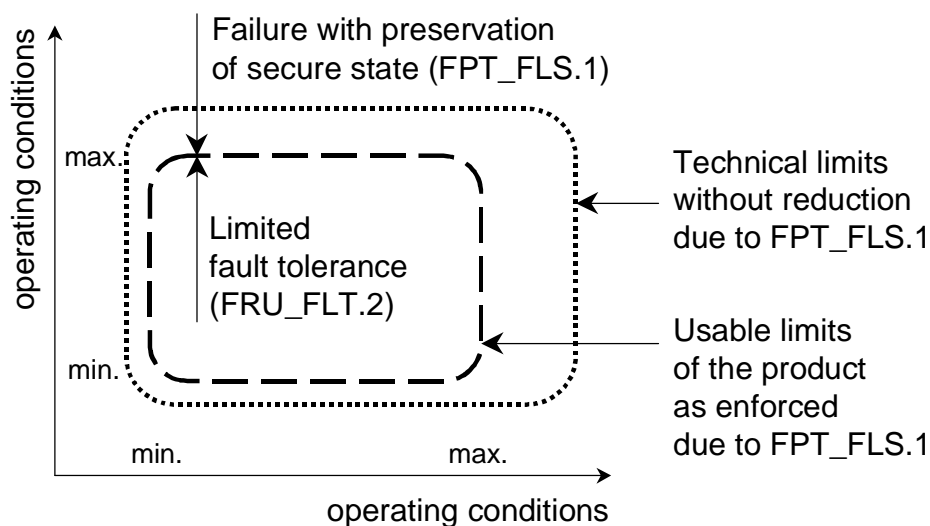 Failure with preservation
of secure state (FPT_FLS.1)
operating conditions
max.
Technical limits
without reduction
due to FPT_FLS.1
Limited
fault tolerance
(FRU_FLT.2)
Usable limits
of the product
as enforced
due to FPT_FLS.1
min.
min.
max.
operating conditions